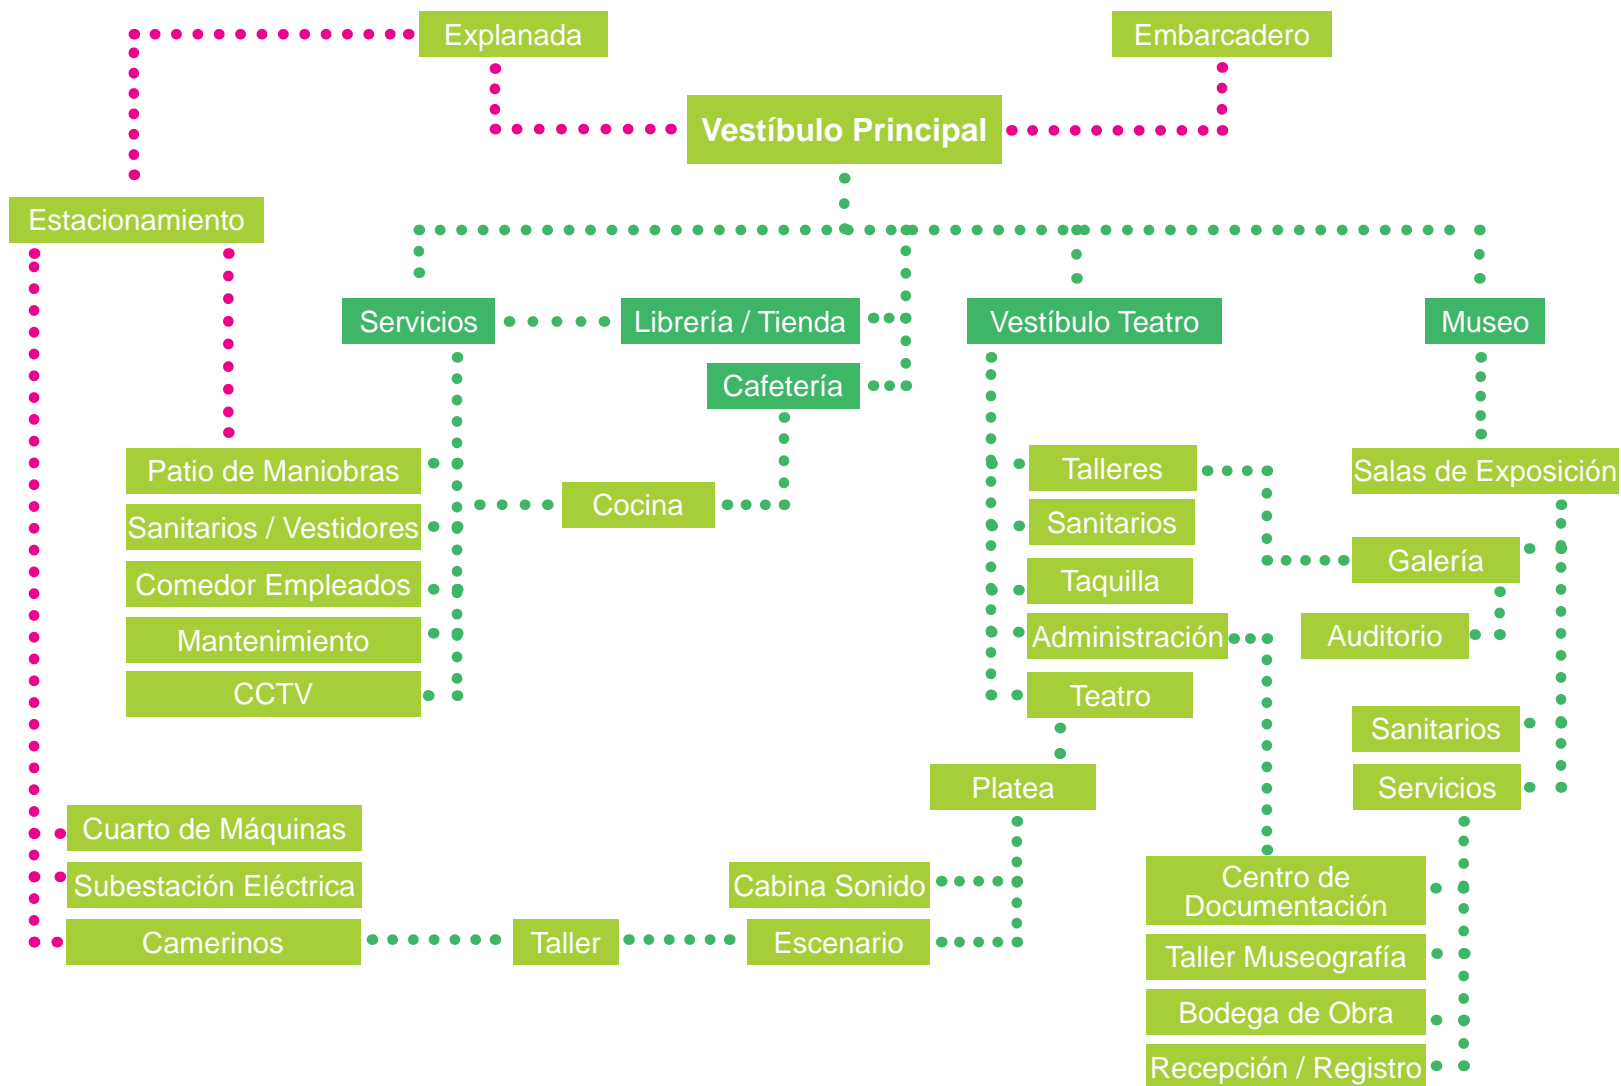 Explanada
Embarcadero
Vestíbulo Principal
Estacionamiento
Servicios
Librería / Tienda
Vestíbulo Teatro
Museo
Cafetería
Patio de Maniobras
Talleres
Salas de Exposición
Sanitarios / Vestidores
Cocina
Sanitarios
Galería
Comedor Empleados
Taquilla
Mantenimiento
Administración
Auditorio
CCTV
Teatro
Sanitarios
Platea
Servicios
Cuarto de Máquinas
Subestación Eléctrica
Cabina Sonido
Centro de
Documentación
Camerinos
Taller
Escenario
Taller Museografía
Bodega de Obra
Recepción / Registro